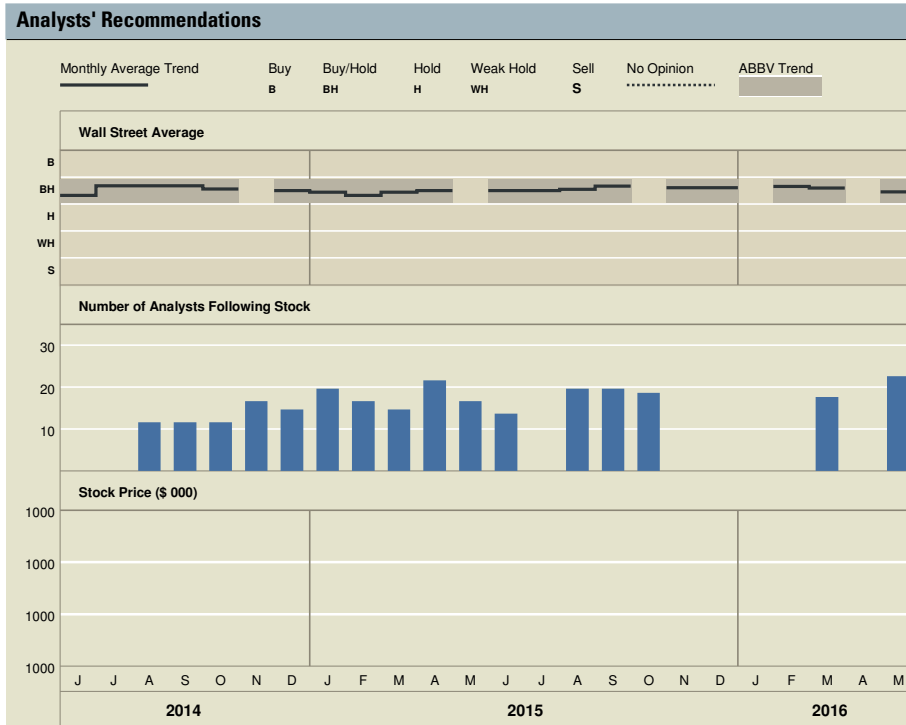 Analysts' Recommendations
Monthly Average Trend Buy Buy/Hold Hold Weak Hold Sell No Opinion ABBV Trend
B BH H WH S
Wall Street Average
B
BH
H
WH
S
Number of Analysts Following Stock
30
20
10
Stock Price ($ 000)
1000
1000
1000
1000
J J A S O N D J F M A M J J A S O N D J F M A M
2014 2015 2016